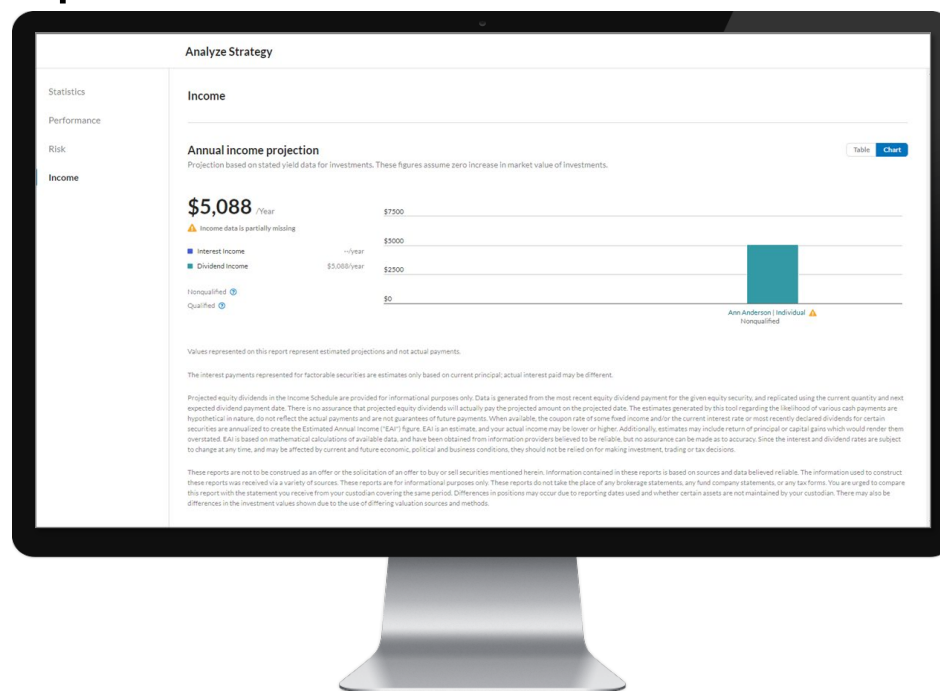 Analyze Strategy
Statistics
Performance
Risk
Income
Income
Annual income projection
Projection based on stated yield data for investments. These figures assume zero increase in market value of investments.
Table Chart
$5,088 /Year
Income data is partially missing
Interest Income --/year
Dividend Income $5,088/year
Nonqualified
Qualified
$7500
$5000
$2500
$0
Ann Anderson | Individual
Nonqualified
Values represented on this report represent estimated projections and not actual payments.
The interest payments represented for factorable securities are estimates only based on current principal; actual interest paid may be different.
Projected equity dividends in the Income Schedule are provided for informational purposes only. Data is generated from the most recent equity dividend payment for the given equity security, and replicated using the current quantity and next
expected dividend payment date. There is no assurance that projected equity dividends will actually pay the projected amount on the projected date. The estimates generated by this tool regarding the likelihood of various cash payments are
hypothetical in nature, do not reflect the actual payments and are not guarantees of future payments. When available, the coupon rate of some fixed income and/or the current interest rate or most recently declared dividends for certain
securities are annualized to create the Estimated Annual Income ("EAI") figure. EAI is an estimate, and your actual income may be lower or higher. Additionally, estimates may include return of principal or capital gains which would render them
overstated. EAI is based on mathematical calculations of available data, and have been obtained from information providers believed to be reliable, but no assurance can be made as to accuracy. Since the interest and dividend rates are subject
to change at any time, and may be affected by current and future economic, political and business conditions, they should not be relied on for making investment, trading or tax decisions.
These reports are not to be construed as an offer or the solicitation of an offer to buy or sell securities mentioned herein. Information contained in these reports is based on sources and data believed reliable. The information used to construct
these reports was received via a variety of sources. These reports are for informational purposes only. These reports do not take the place of any brokerage statements, any fund company statements, or any tax forms. You are urged to compare
this report with the statement you receive from your custodian covering the same period. Differences in positions may occur due to reporting dates used and whether certain assets are not maintained by your custodian. There may also be
differences in the investment values shown due to the use of differing valuation sources and methods.